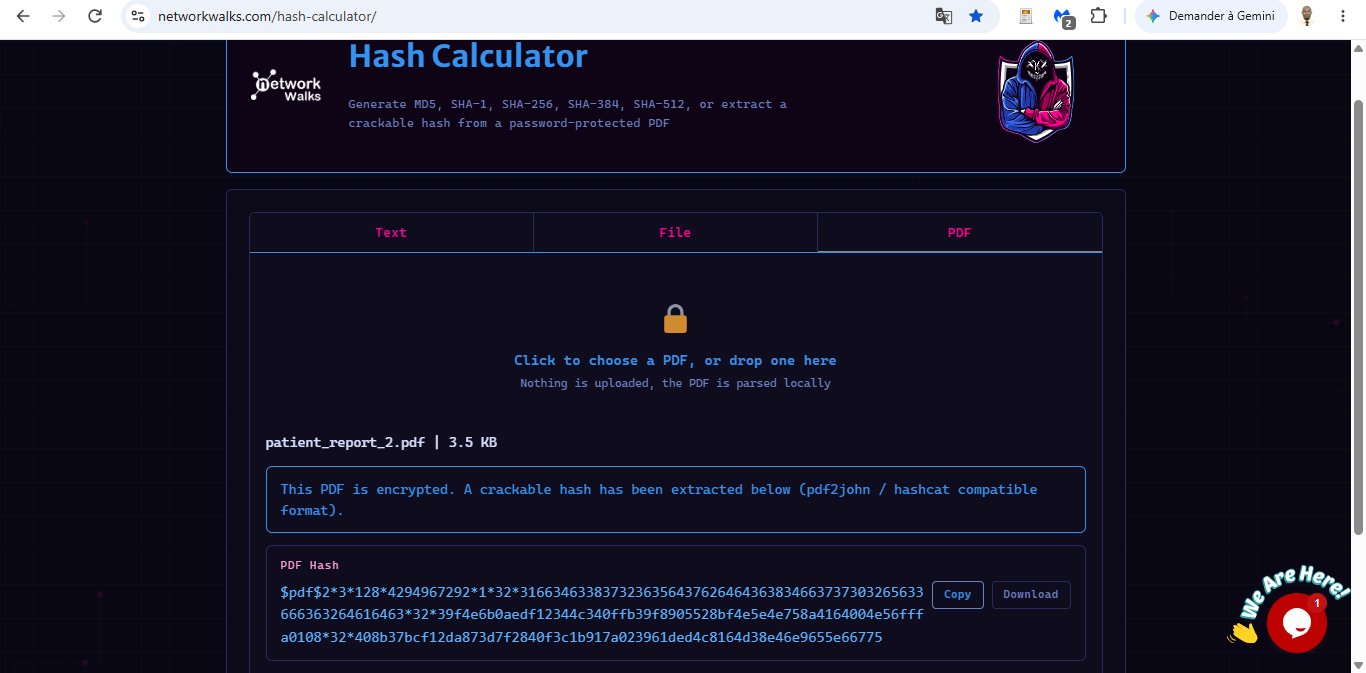 networkwalks.com/hash-calculator/
2
Demander à Gemini
network
Walks
Hash Calculator
Generate MD5, SHA-1, SHA-256, SHA-384, SHA-512, or extract a
crackable hash from a password-protected PDF
Text
File
PDF
Click to choose a PDF, or drop one here
Nothing is uploaded, the PDF is parsed locally
patient_report_2.pdf | 3.5 KB
This PDF is encrypted. A crackable hash has been extracted below (pdf2john / hashcat compatible
format).
PDF Hash
$pdf$2*3*128*4294967292*1*32*3166346338373236356437626464363834663737303265633
666363264616463*32*39f4e6b0aedf12344c340ffb39f8905528bf4e5e4e758a4164004e56fff
a0108*32*408b37bcf12da873d7f2840f3c1b917a023961ded4c8164d38e46e9655e66775
Copy
Download
We Are Here!
1